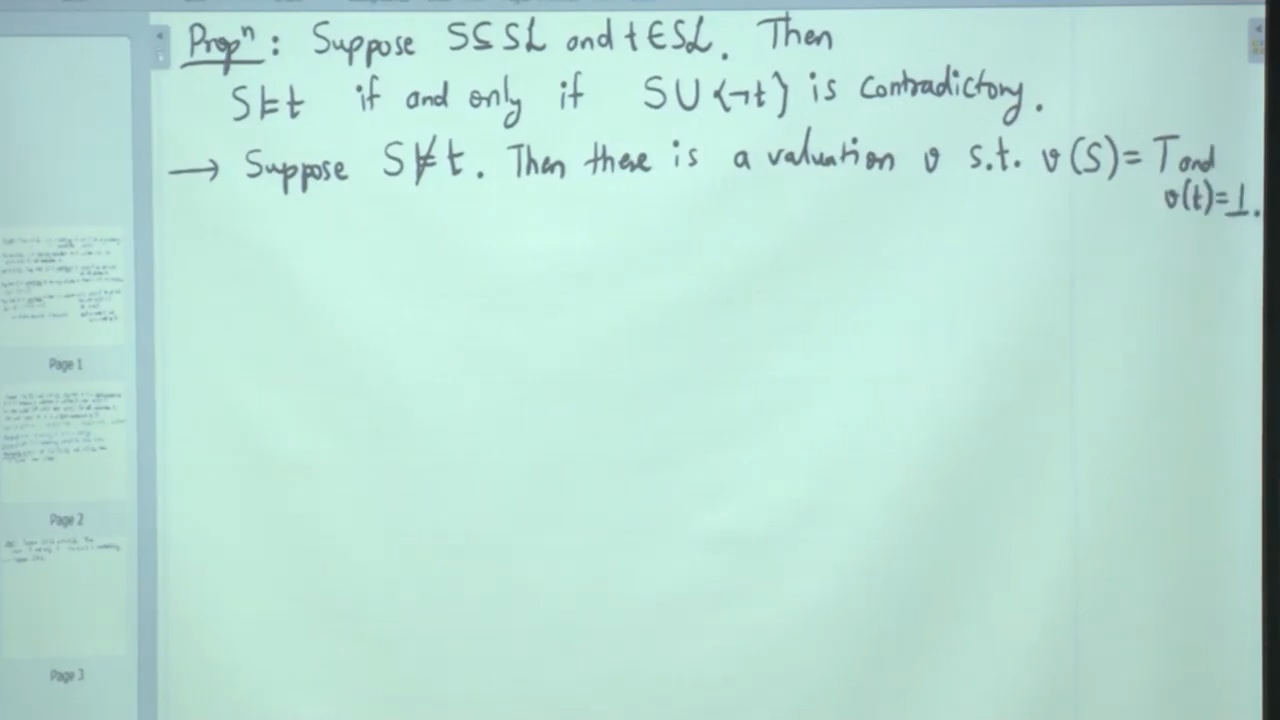 Propⁿ : Suppose S⊆SL and t∈SL. Then
S⊨t if and only if S∪{¬t} is contradictory.
→ Suppose S⊭t. Then there is a valuation v s.t. v(S)=T and
v(t)=⊥.
Page 1
Page 2
Page 3